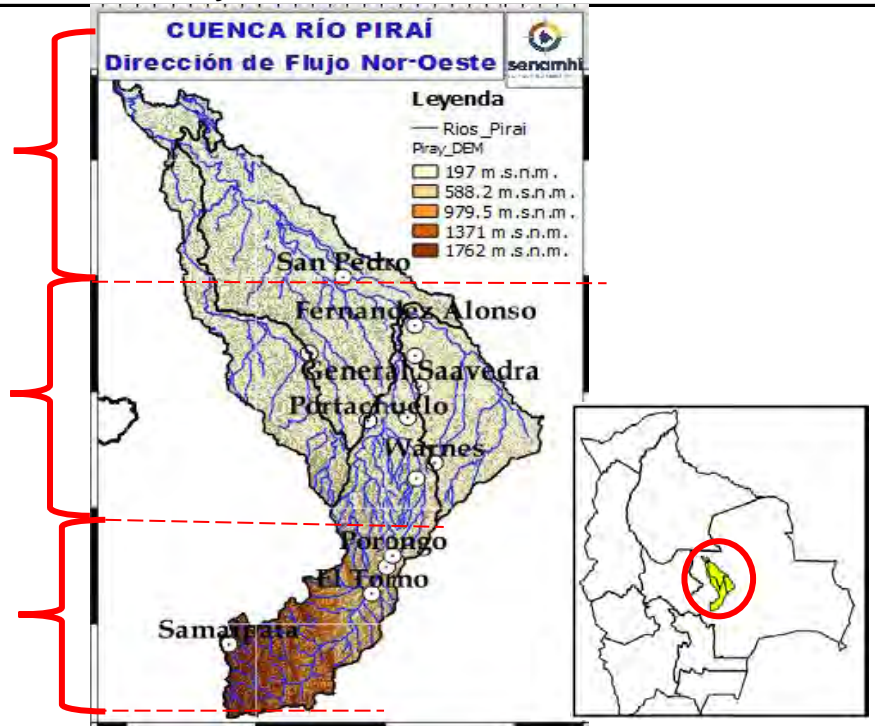 CUENCA RÍO PIRAÍ
Dirección de Flujo Nor-Oeste
senamhi
Leyenda
Rios_Pirai
Piray_DEM
197 m.s.n.m.
588.2 m.s.n.m.
979.5 m.s.n.m.
1371 m.s.n.m.
1762 m.s.n.m.
San Pedro
Fernandez Alonso
General Saavedra
Portachuelo
Warnes
Porongo
El Torno
Samaipata